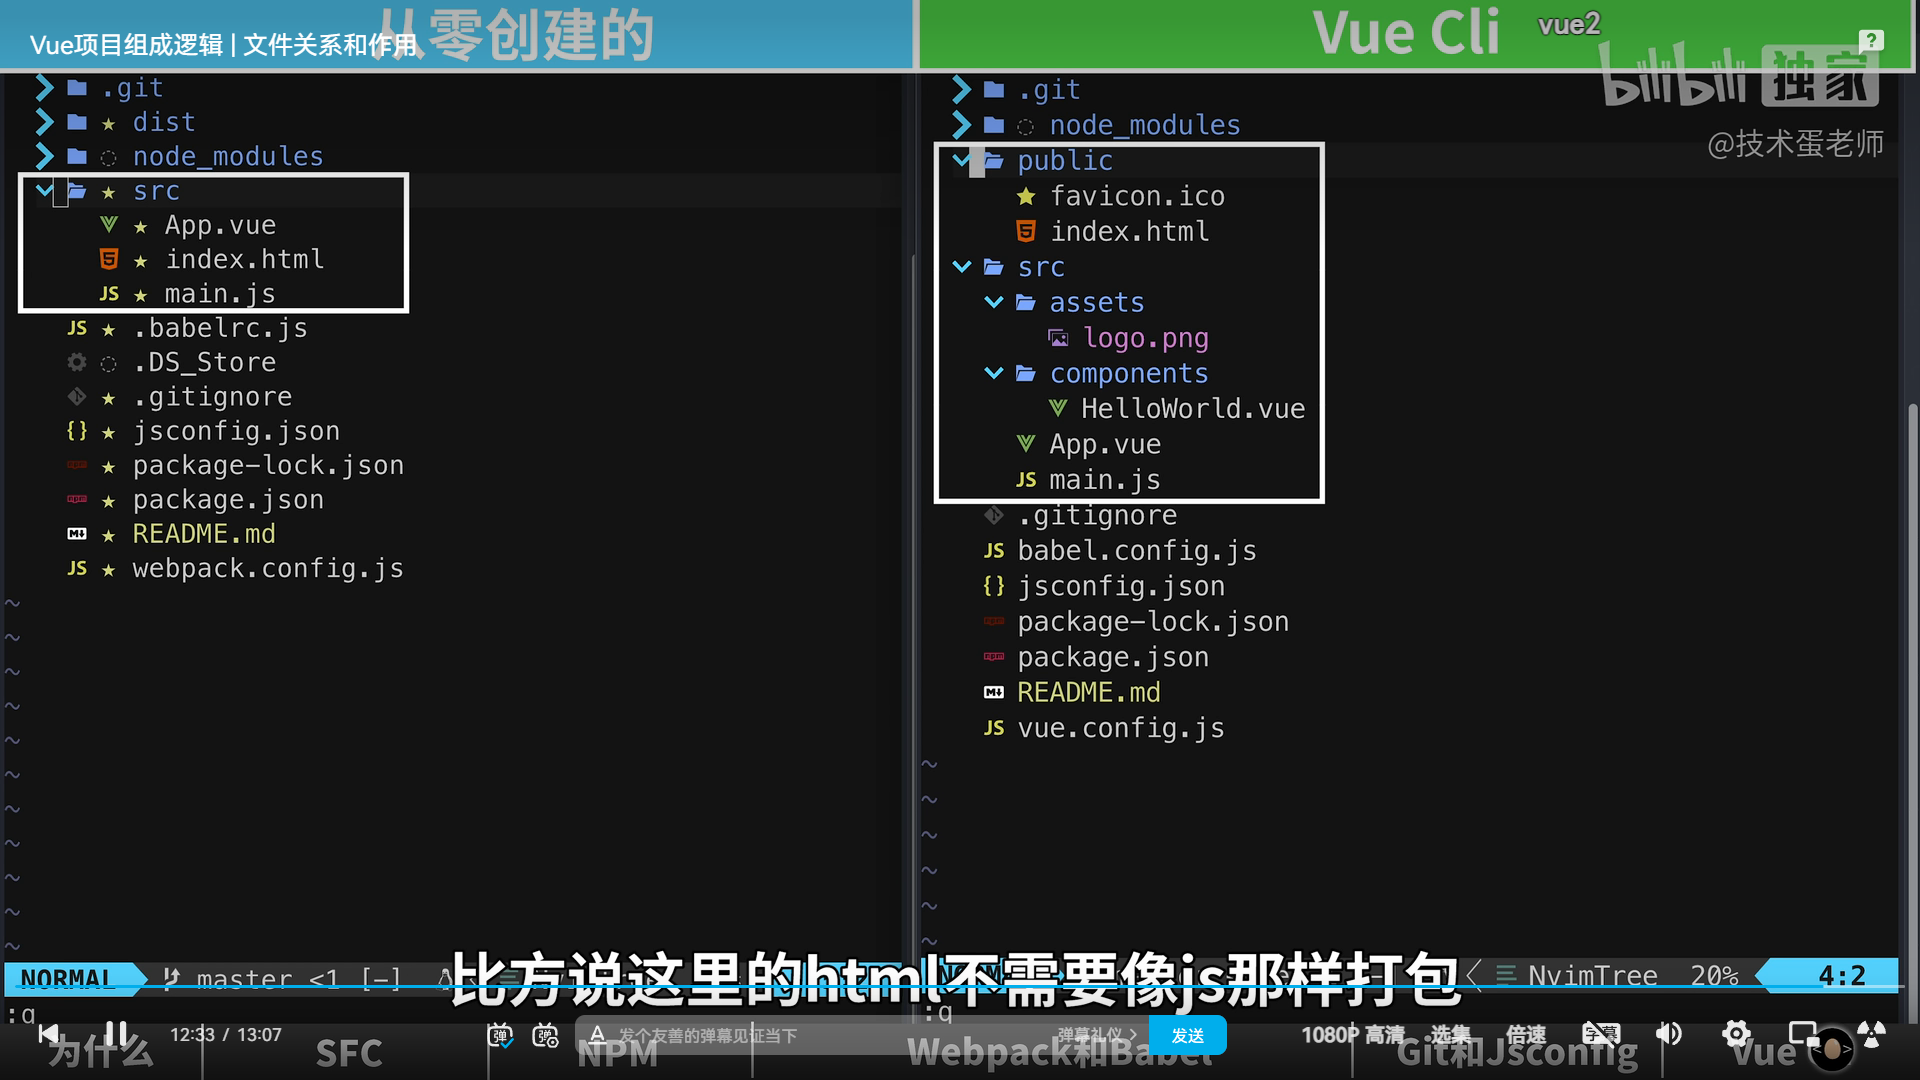 从零创建的
Vue Cli
vue2
Vue项目组成逻辑 | 文件关系和作用
bilibili 独家
@技术蛋老师
.git
dist
node_modules
src
App.vue
index.html
main.js
.babelrc.js
.DS_Store
.gitignore
jsconfig.json
package-lock.json
package.json
README.md
webpack.config.js
.git
node_modules
public
favicon.ico
index.html
src
assets
logo.png
components
HelloWorld.vue
App.vue
main.js
.gitignore
babel.config.js
jsconfig.json
package-lock.json
package.json
README.md
vue.config.js
NORMAL master <1 [-]
NvimTree 20% 4:2
比方说这里的html不需要像js那样打包
:q
:q
12:33 / 13:07
发个友善的弹幕见证当下
弹幕礼仪
发送
1080P 高清
选集
倍速
字幕
为什么
SFC
NPM
Webpack和Babel
Git和Jsconfig
Vue